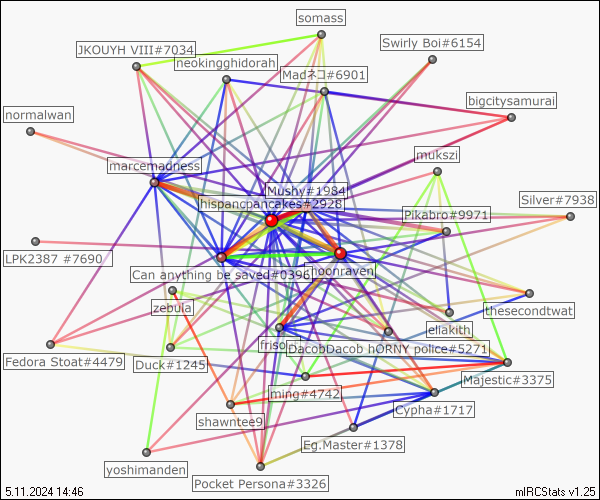 somass
JKOUYH VIII#7034
Swirly Boi#6154
neokingghidorah
Madネコ#6901
bigcitysamurai
normalwan
mukszi
marcemadness
Mushy#1984
hispancpancakes#2928
Silver#7938
Pikabro#9971
LPK2387 #7690
Can anything be saved#0396
hoonraven
zebula
thesecondtwat
eliakith
frisol
DacobDacob hORNY police#5271
Fedora Stoat#4479
Duck#1245
Majestic#3375
ming#4742
Cypha#1717
shawntee9
Eg.Master#1378
yoshimanden
Pocket Persona#3326
5.11.2024 14:46
mIRCStats v1.25